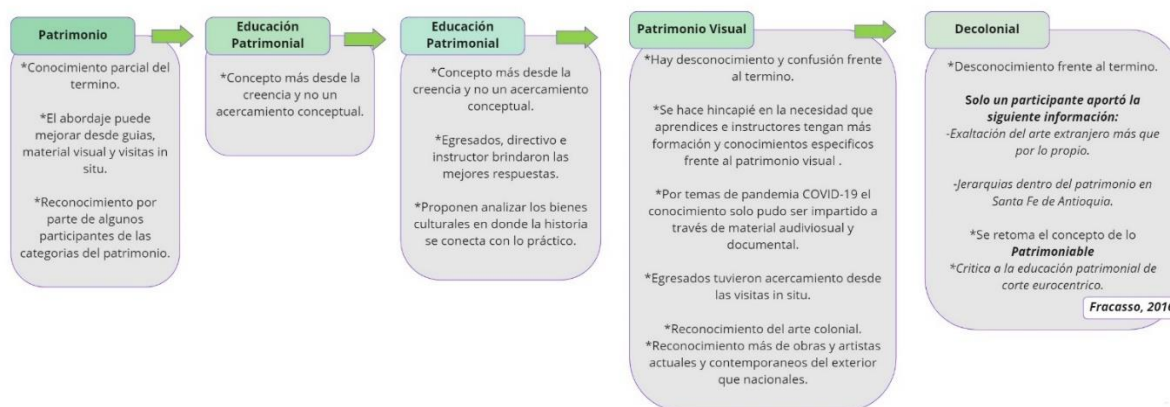 Patrimonio
*Conocimiento parcial del
termino.
*El abordaje puede
mejorar desde guias,
material visual y visitas in
situ.
*Reconocimiento por
parte de algunos
participantes de las
categorias del patrimonio.
Educación
Patrimonial
*Concepto más desde la
creencia y no un
acercamiento conceptual.
Educación
Patrimonial
*Concepto más desde la
creencia y no un
acercamiento conceptual.
*Egresados, directivo e
instructor brindaron las
mejores respuestas.
*Proponen analizar los bienes
culturales en donde la historia
se conecta con lo práctico.
Patrimonio Visual
*Hay desconocimiento y confusión frente
al termino.
*Se hace hincapié en la necesidad que
aprendices e instructores tengan más
formación y conocimientos especificos
frente al patrimonio visual .
*Por temas de pandemia COVID-19 el
conocimiento solo pudo ser impartido a
través de material audiviosual y
documental.
*Egresados tuvieron acercamiento desde
las visitas in situ.
*Reconocimiento del arte colonial.
*Reconocimiento más de obras y artistas
actuales y contemporaneos del exterior
que nacionales.
Decolonial
*Desconocimiento frente al termino.
Solo un participante aportó la
siguiente información:
-Exaltación del arte extranjero más que
por lo propio.
-Jerarquias dentro del patrimonio en
Santa Fe de Antioquia.
*Se retoma el concepto de lo
Patrimoniable
*Critica a la educación patrimonial de
corte eurocentrico.
Fracasso, 2016